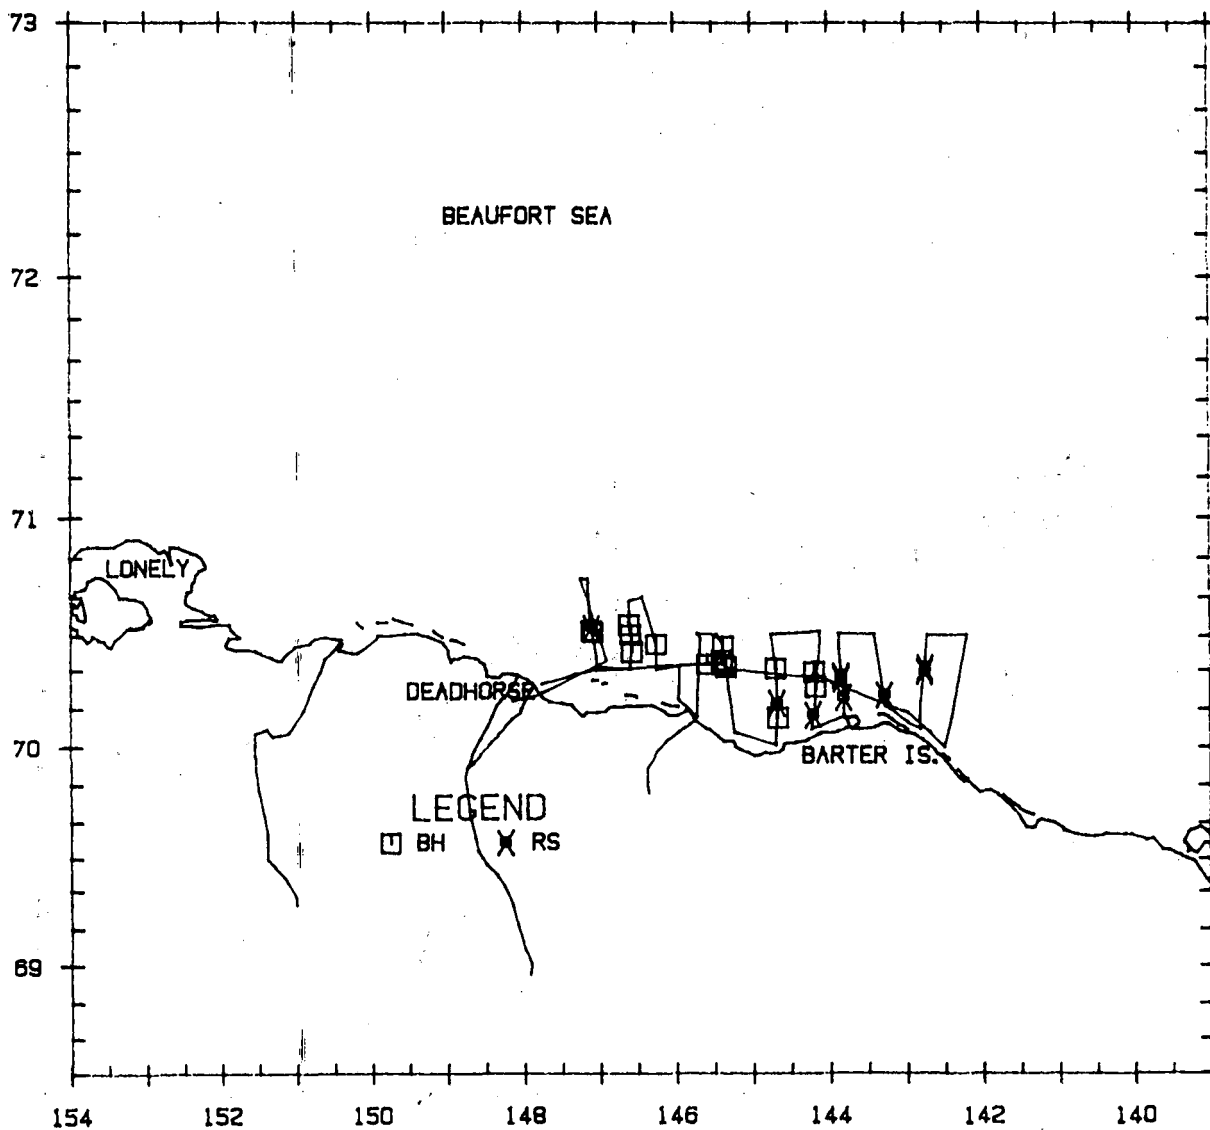 73
BEAUFORT SEA
72
71
LONELY
DEADHORSE
70
BARTER IS.
LEGEND
BH RS
69
154 152 150 148 146 144 142 140